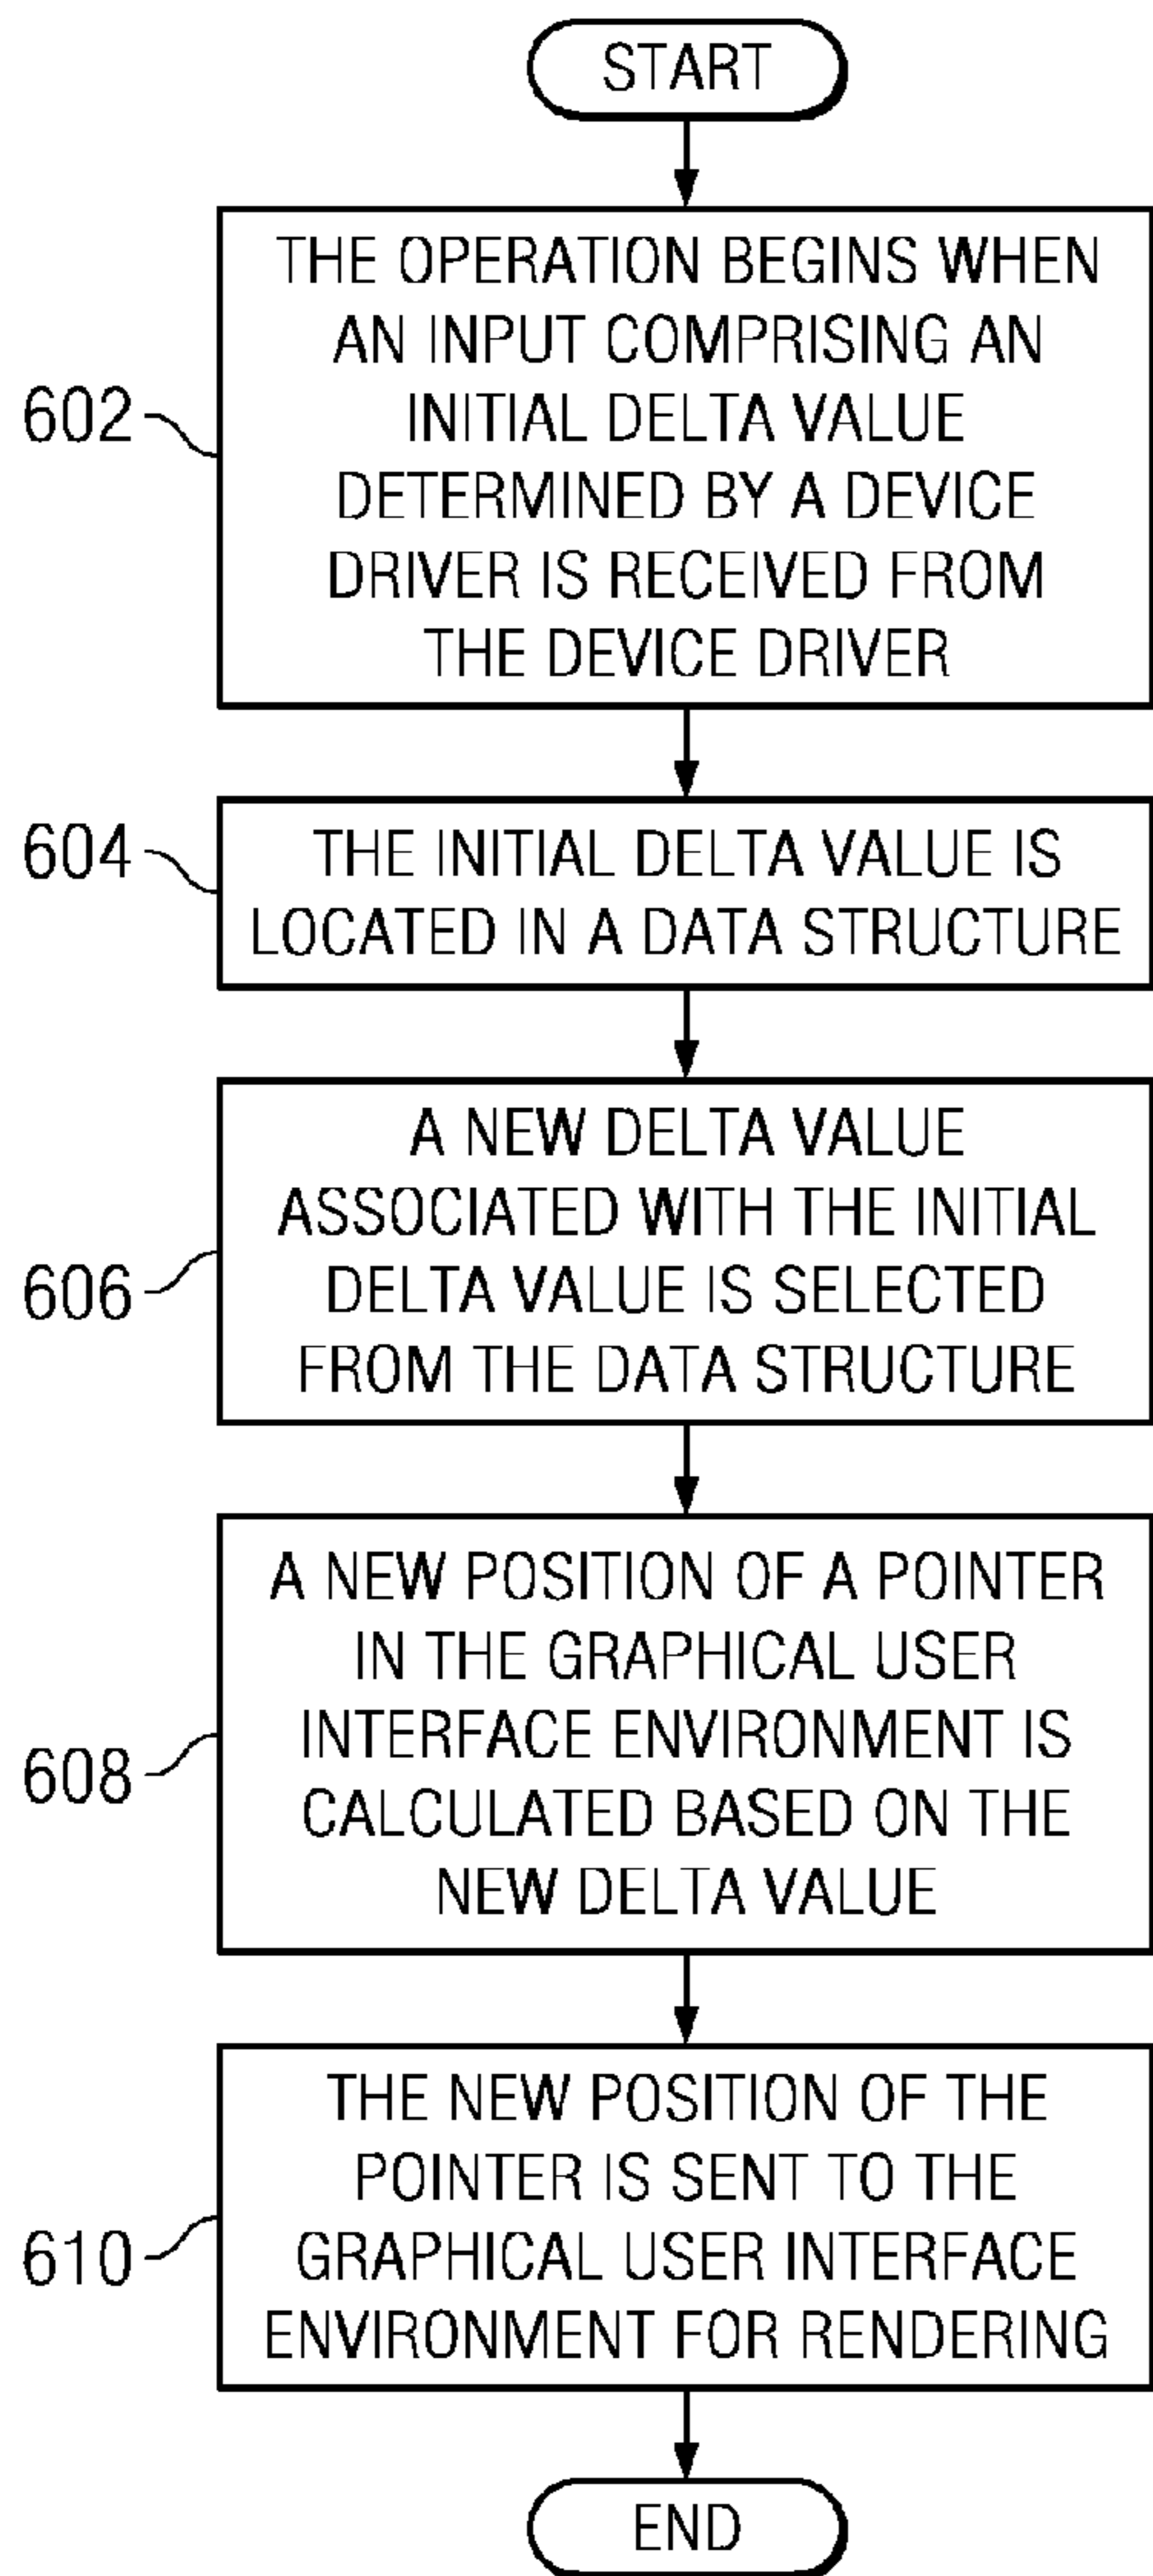 START
602
THE OPERATION BEGINS WHEN
AN INPUT COMPRISING AN
INITIAL DELTA VALUE
DETERMINED BY A DEVICE
DRIVER IS RECEIVED FROM
THE DEVICE DRIVER
604
THE INITIAL DELTA VALUE IS
LOCATED IN A DATA STRUCTURE
606
A NEW DELTA VALUE
ASSOCIATED WITH THE INITIAL
DELTA VALUE IS SELECTED
FROM THE DATA STRUCTURE
608
A NEW POSITION OF A POINTER
IN THE GRAPHICAL USER
INTERFACE ENVIRONMENT IS
CALCULATED BASED ON THE
NEW DELTA VALUE
610
THE NEW POSITION OF THE
POINTER IS SENT TO THE
GRAPHICAL USER INTERFACE
ENVIRONMENT FOR RENDERING
END